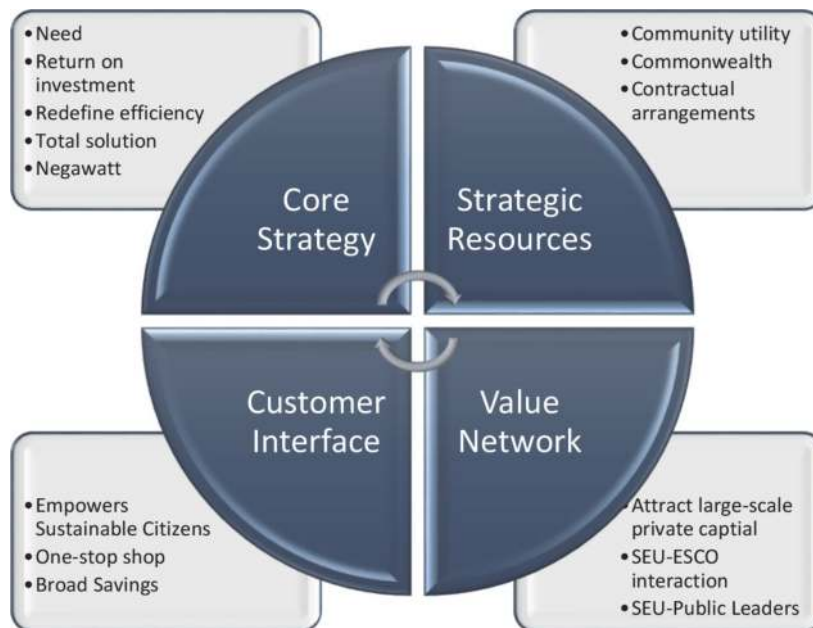 • Need
• Return on
investment
• Redefine efficiency
• Total solution
• Negawatt
• Community utility
• Commonwealth
• Contractual
arrangements
Core
Strategy
Strategic
Resources
Customer
Interface
Value
Network
• Empowers
Sustainable Citizens
• One-stop shop
• Broad Savings
• Attract large-scale
private captial
• SEU-ESCO
interaction
• SEU-Public Leaders